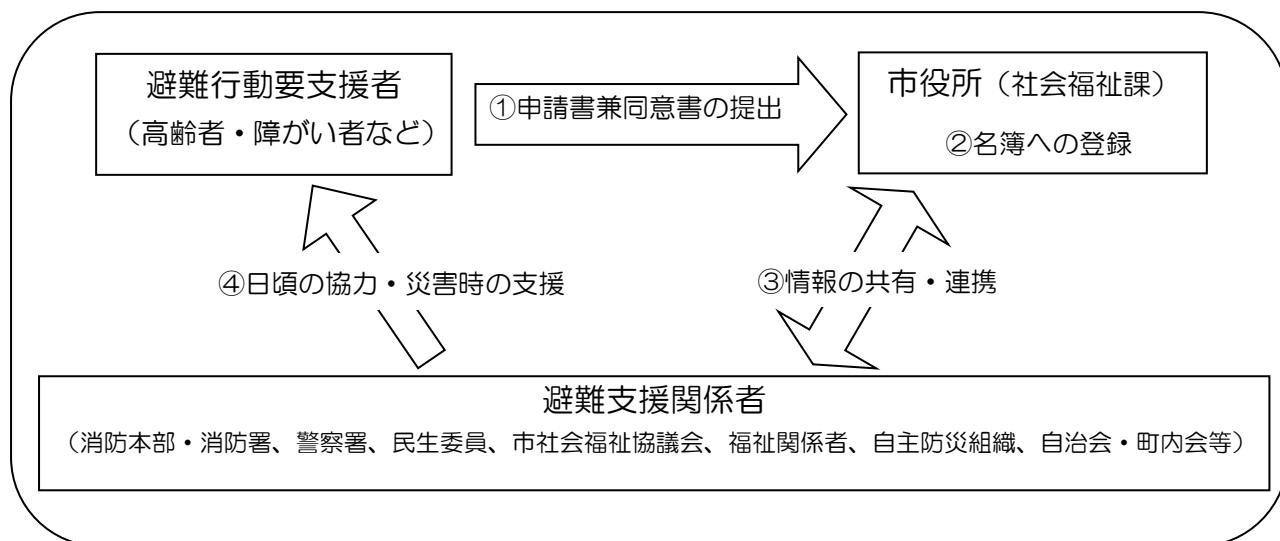 避難行動要支援者
（高齢者・障がい者など）
①申請書兼同意書の提出
市役所（社会福祉課）
②名簿への登録
④日頃の協力・災害時の支援
③情報の共有・連携
避難支援関係者
（消防本部・消防署、警察署、民生委員、市社会福祉協議会、福祉関係者、自主防災組織、自治会・町内会等）